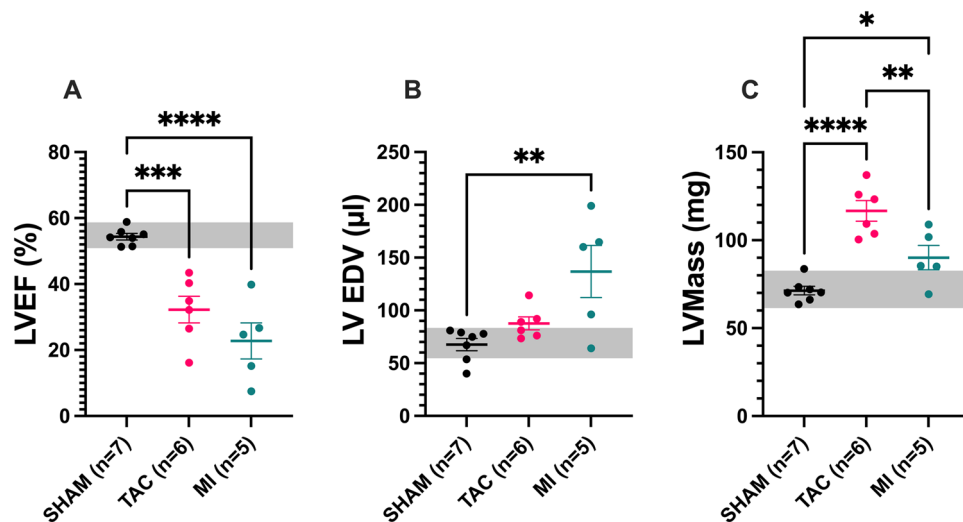 A
****
***
LVEF (%)
80
60
40
20
0
SHAM (n=7)
TAC (n=6)
MI (n=5)
B
**
LV EDV (µl)
250
200
150
100
50
0
SHAM (n=7)
TAC (n=6)
MI (n=5)
C
*
**
****
LVMass (mg)
150
100
50
0
SHAM (n=7)
TAC (n=6)
MI (n=5)